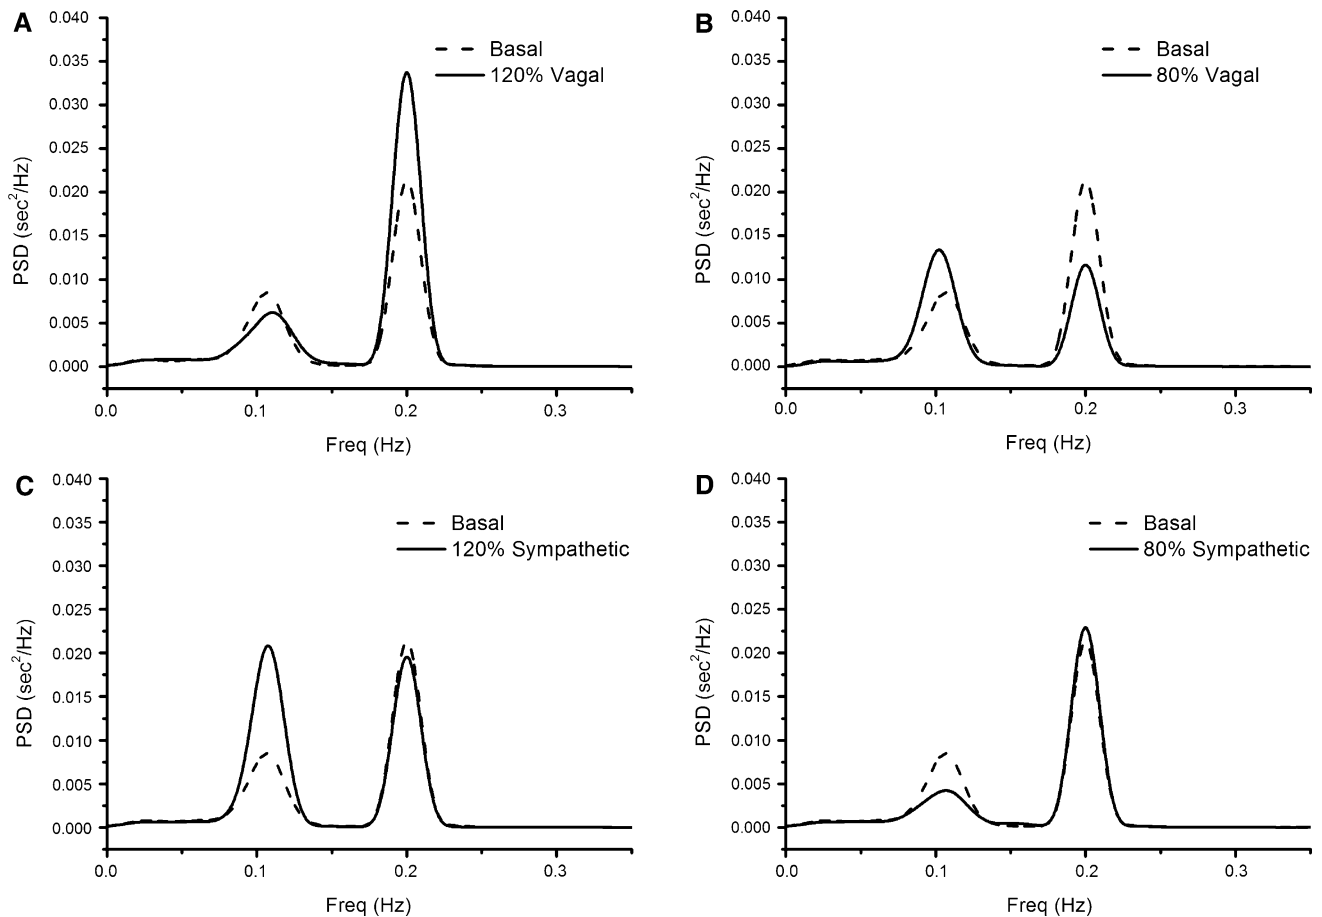 A
0.040
0.035
0.030
0.025
0.020
0.015
0.010
0.005
0.000
PSD (sec²/Hz)
Basal
120% Vagal
0.0
0.1
0.2
0.3
Freq (Hz)
B
0.040
0.035
0.030
0.025
0.020
0.015
0.010
0.005
0.000
PSD (sec²/Hz)
Basal
80% Vagal
0.0
0.1
0.2
0.3
Freq (Hz)
C
0.040
0.035
0.030
0.025
0.020
0.015
0.010
0.005
0.000
PSD (sec²/Hz)
Basal
120% Sympathetic
0.0
0.1
0.2
0.3
Freq (Hz)
D
0.040
0.035
0.030
0.025
0.020
0.015
0.010
0.005
0.000
PSD (sec²/Hz)
Basal
80% Sympathetic
0.0
0.1
0.2
0.3
Freq (Hz)